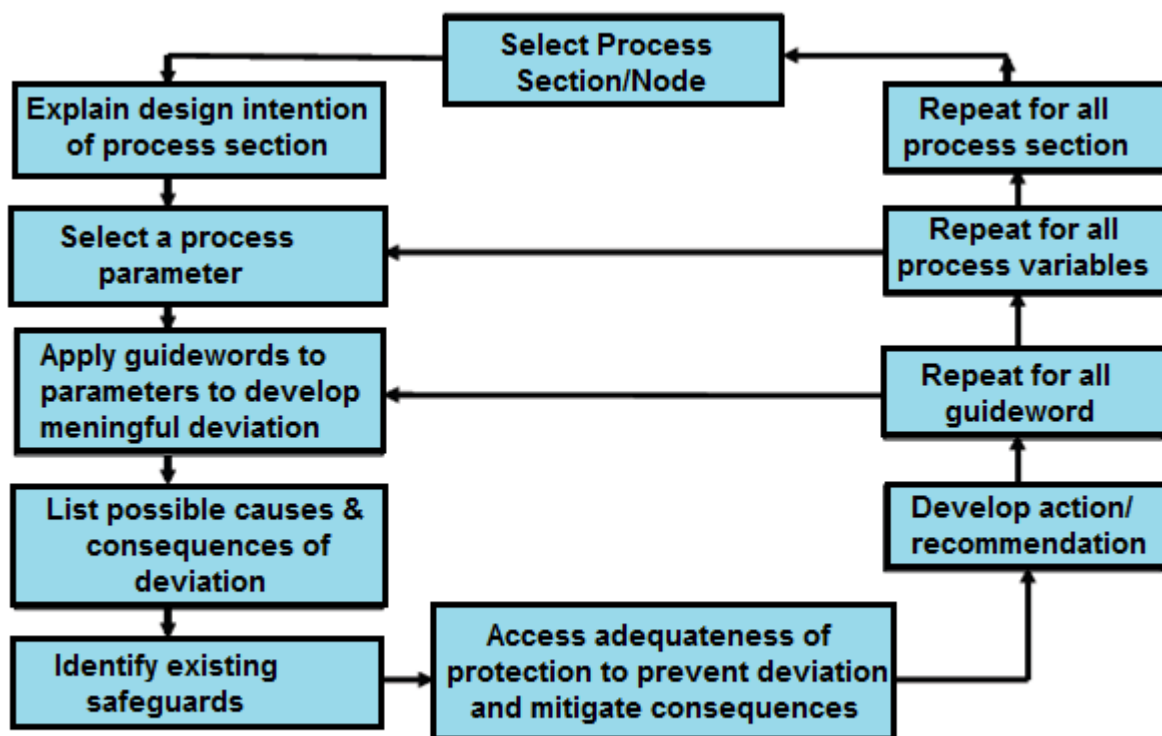 Select Process
Section/Node
Explain design intention
of process section
Select a process
parameter
Apply guidewords to
parameters to develop
meningful deviation
List possible causes &
consequences of
deviation
Identify existing
safeguards
Access adequateness of
protection to prevent deviation
and mitigate consequences
Develop action/
recommendation
Repeat for all
guideword
Repeat for all
process variables
Repeat for all
process section